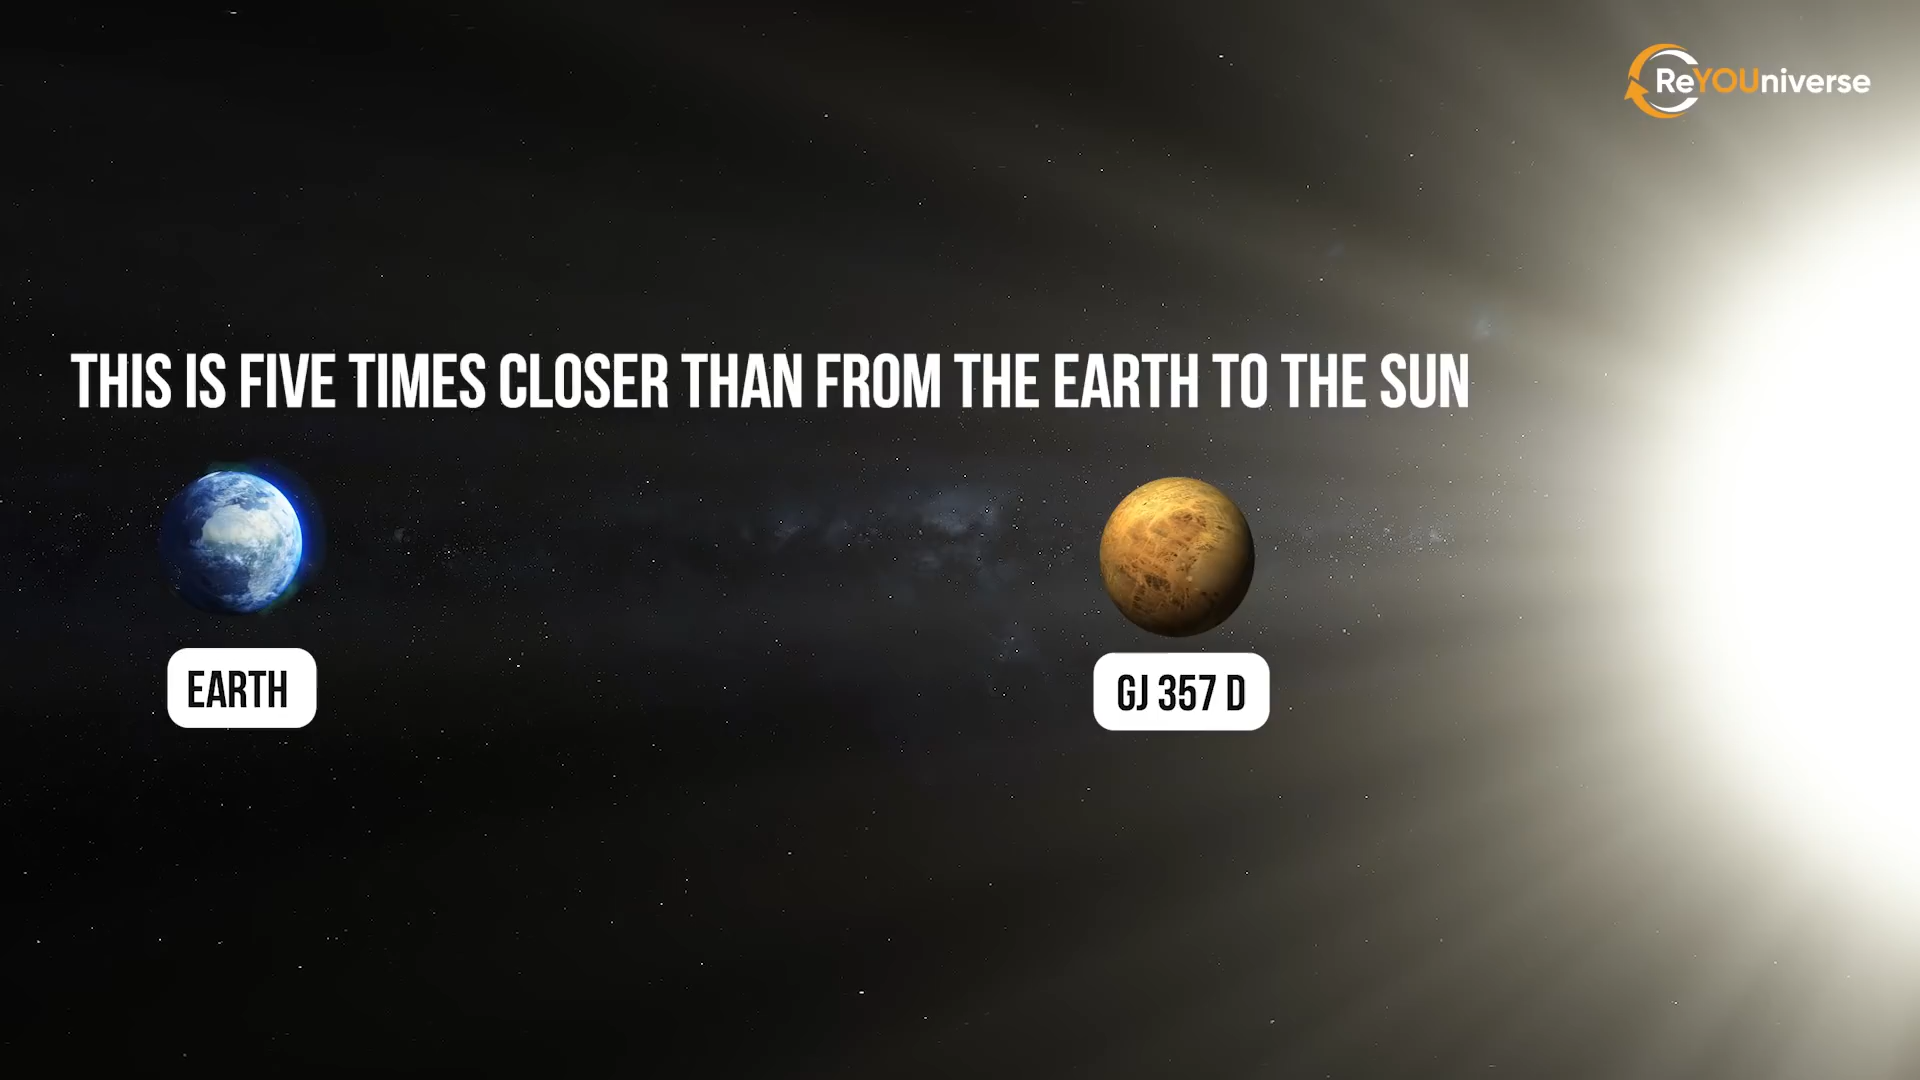 ReYOUniverse
THIS IS FIVE TIMES CLOSER THAN FROM THE EARTH TO THE SUN
EARTH
GJ 357 D